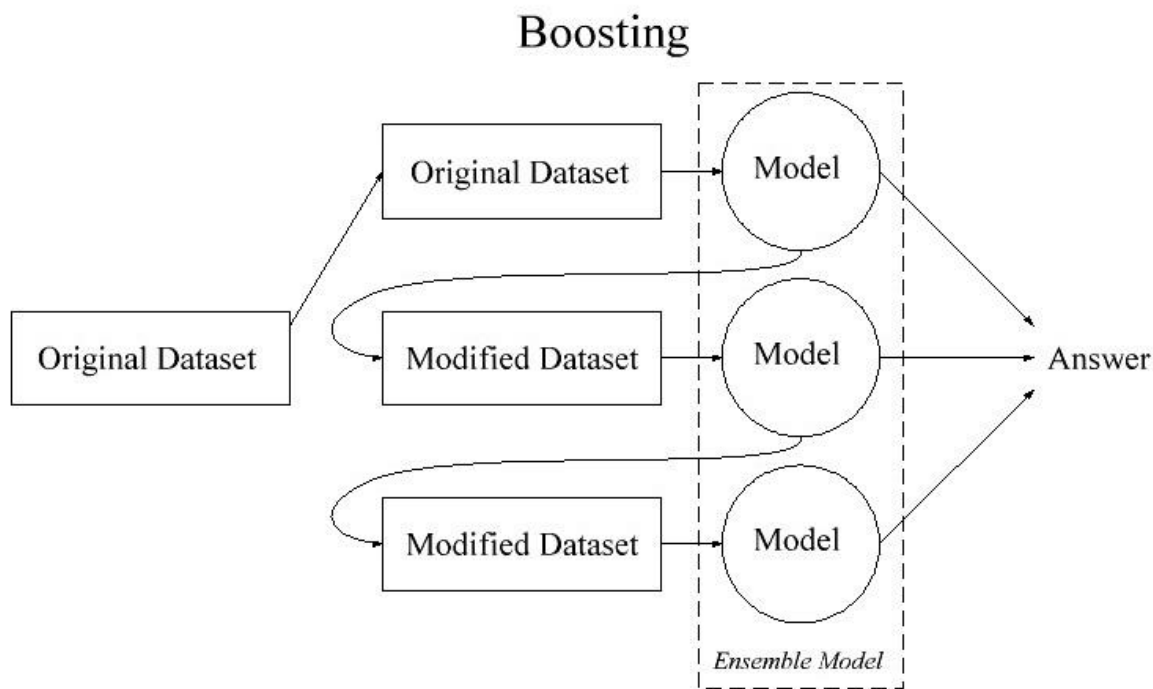 Boosting
Original Dataset
Model
Original Dataset
Modified Dataset
Model
Answer
Modified Dataset
Model
Ensemble Model